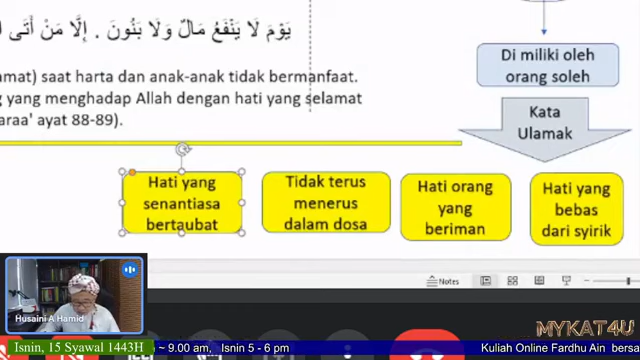 يَوْمَ لَا يَنْفَعُ مَالٌ وَلَا بَنُونَ . إِلَّا مَنْ أَتَى
amat) saat harta dan anak-anak tidak bermanfaat.
g yang menghadap Allah dengan hati yang selamat
araa' ayat 88-89).
Di miliki oleh
orang soleh
Kata
Ulamak
Hati yang
senantiasa
bertaubat
Tidak terus
menerus
dalam dosa
Hati orang
yang
beriman
Hati yang
bebas
dari syirik
Notes
Husaini A Hamid
MYKAT4U
Isnin, 15 Syawal 1443H
~ 9.00 am, Isnin 5 - 6 pm
Kuliah Online Fardhu Ain bersa